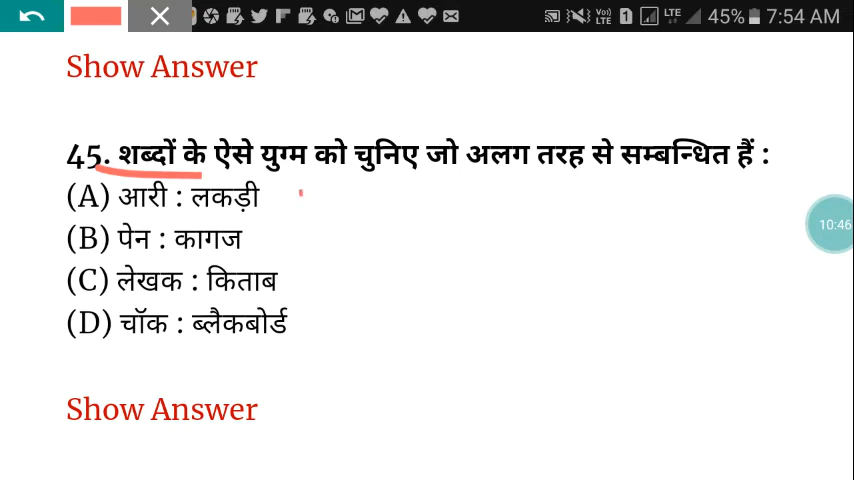 45% 7:54 AM
Show Answer
45. शब्दों के ऐसे युग्म को चुनिए जो अलग तरह से सम्बन्धित हैं :
(A) आरी : लकड़ी
(B) पेन : कागज
10:46
(C) लेखक : किताब
(D) चॉक : ब्लैकबोर्ड
Show Answer